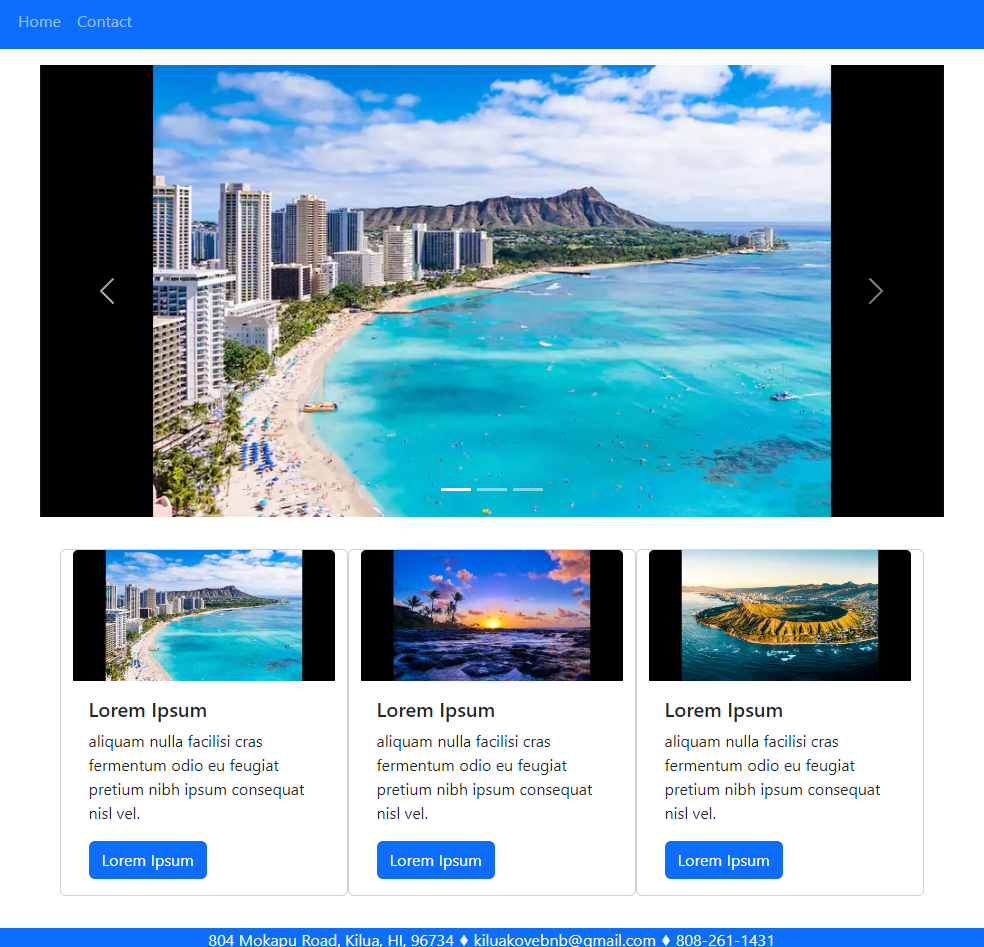 Home Contact
Lorem Ipsum
aliquam nulla facilisi cras
fermentum odio eu feugiat
pretium nibh ipsum consequat
nisl vel.
Lorem Ipsum
Lorem Ipsum
aliquam nulla facilisi cras
fermentum odio eu feugiat
pretium nibh ipsum consequat
nisl vel.
Lorem Ipsum
Lorem Ipsum
aliquam nulla facilisi cras
fermentum odio eu feugiat
pretium nibh ipsum consequat
nisl vel.
Lorem Ipsum
804 Mokapu Road, Kilua, HI, 96734 ♦ kiluakovebnb@gmail.com ♦ 808-261-1431